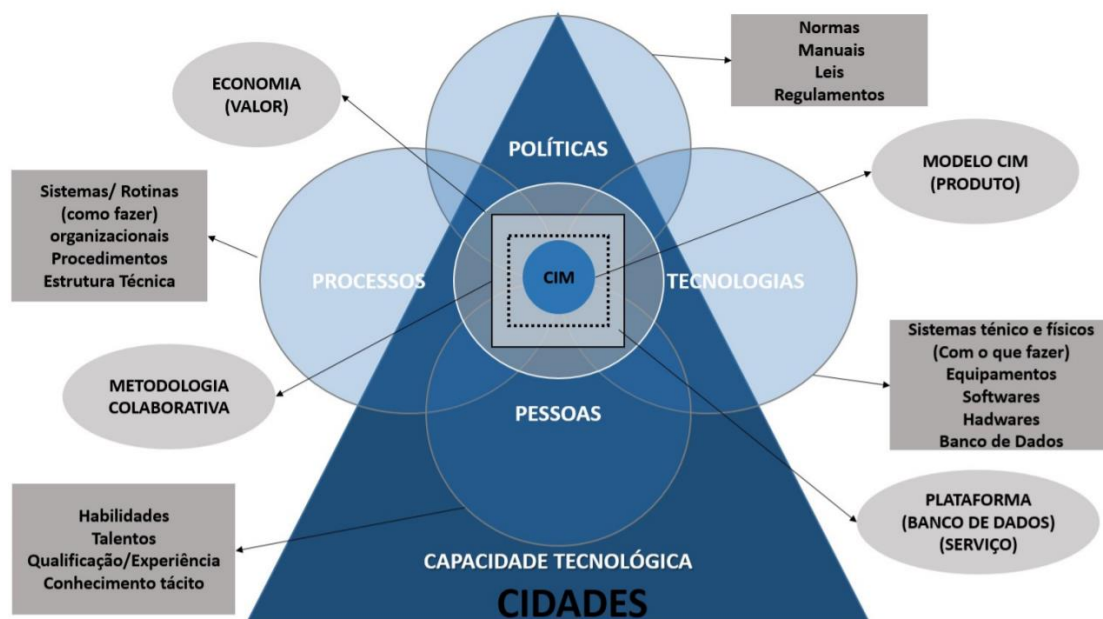 Normas
Manuais
Leis
Regulamentos
ECONOMIA
(VALOR)
POLÍTICAS
MODELO CIM
(PRODUTO)
Sistemas/ Rotinas
(como fazer)
organizacionais
Procedimentos
Estrutura Técnica
PROCESSOS
CIM
TECNOLOGIAS
Sistemas ténico e físicos
(Com o que fazer)
Equipamentos
Softwares
Hadwares
Banco de Dados
METODOLOGIA
COLABORATIVA
PESSOAS
PLATAFORMA
(BANCO DE DADOS)
(SERVIÇO)
Habilidades
Talentos
Qualificação/Experiência
Conhecimento tácito
CAPACIDADE TECNOLÓGICA
CIDADES